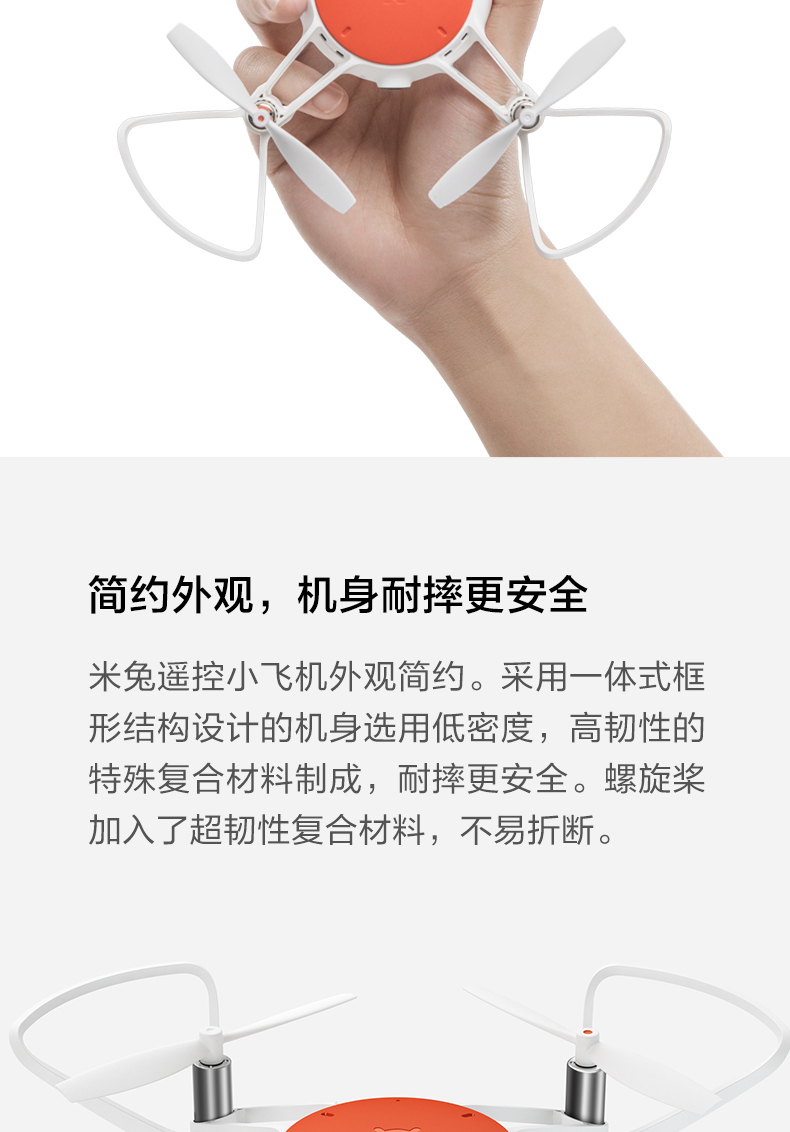 简约外观，机身耐摔更安全
米兔遥控小飞机外观简约。采用一体式框
形结构设计的机身选用低密度，高韧性的
特殊复合材料制成，耐摔更安全。螺旋桨
加入了超韧性复合材料，不易折断。